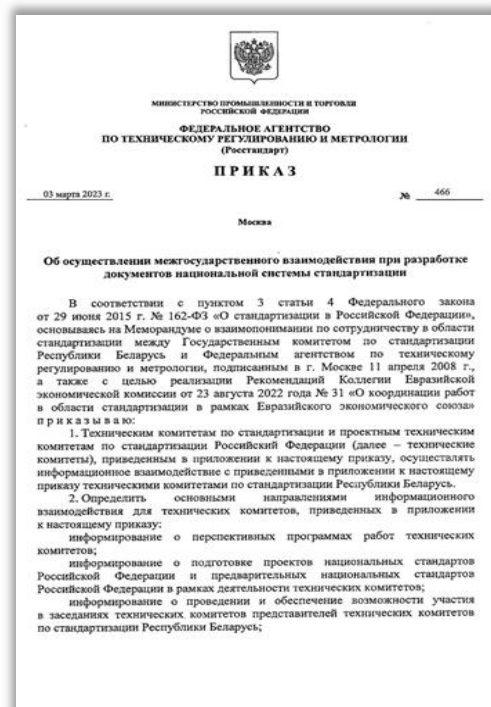 МИНИСТЕРСТВО ПРОМЫШЛЕННОСТИ И ТОРГОВЛИ
РОССИЙСКОЙ ФЕДЕРАЦИИ
ФЕДЕРАЛЬНОЕ АГЕНТСТВО
ПО ТЕХНИЧЕСКОМУ РЕГУЛИРОВАНИЮ И МЕТРОЛОГИИ
(Росстандарт)
П Р И К А З
03 марта 2023 г.
№ 466
Москва
Об осуществлении межгосударственного взаимодействия при разработке
документов национальной системы стандартизации
В соответствии с пунктом 3 статьи 4 Федерального закона
от 29 июня 2015 г. № 162-ФЗ «О стандартизации в Российской Федерации»,
основываясь на Меморандуме о взаимопонимании по сотрудничеству в области
стандартизации между Государственным комитетом по стандартизации
Республики Беларусь и Федеральным агентством по техническому
регулированию и метрологии, подписанным в г. Москве 11 апреля 2008 г.,
а также с целью реализации Рекомендаций Коллегии Евразийской
экономической комиссии от 23 августа 2022 года № 31 «О координации работ
в области стандартизации в рамках Евразийского экономического союза»
п р и к а з ы в а ю:
1. Техническим комитетам по стандартизации и проектным техническим
комитетам по стандартизации Российский Федерации (далее – технические
комитеты), приведенным в приложении к настоящему приказу, осуществлять
информационное взаимодействие с приведенными в приложении к настоящему
приказу техническими комитетами по стандартизации Республики Беларусь.
2. Определить основными направлениями информационного
взаимодействия для технических комитетов, приведенных в приложении
к настоящему приказу:
информирование о перспективных программах работ технических
комитетов;
информирование о подготовке проектов национальных стандартов
Российской Федерации и предварительных национальных стандартов
Российской Федерации в рамках деятельности технических комитетов;
информирование о проведении и обеспечение возможности участия
в заседаниях технических комитетов представителей технических комитетов
по стандартизации Республики Беларусь;